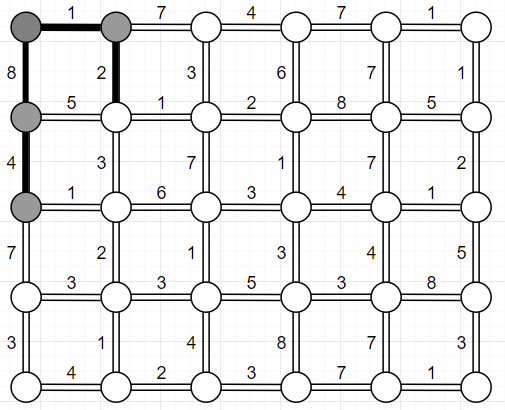 1 7 4 7 1
8 2 3 6 7 1
5 1 2 8 5
4 3 7 1 7 2
1 6 3 4 1
7 2 1 3 4 5
3 3 5 3 8
3 1 4 8 7 3
4 2 3 7 1